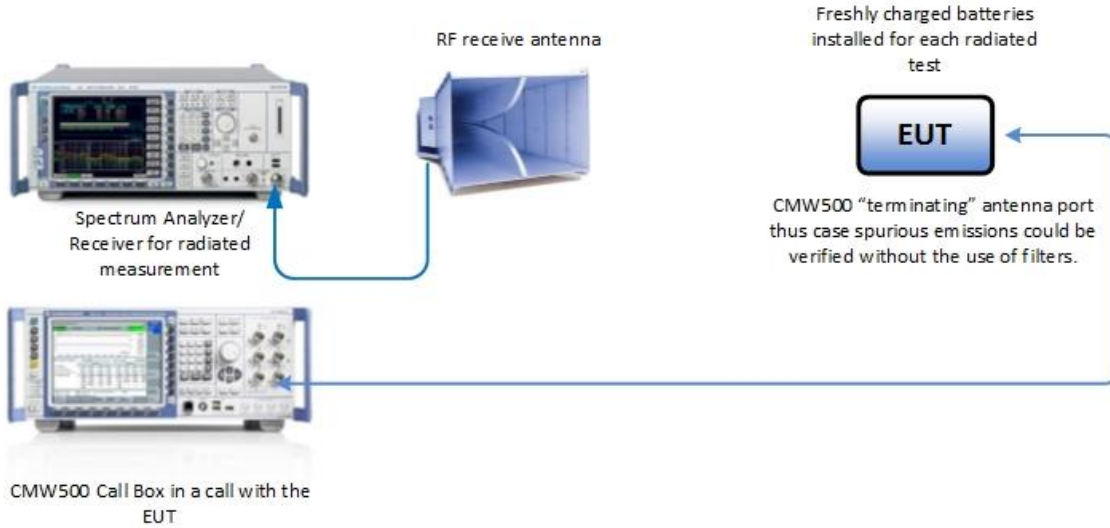 Freshly charged batteries
installed for each radiated
test
RF receive antenna
EUT
Spectrum Analyzer/
Receiver for radiated
measurement
CMW500 “terminating” antenna port
thus case spurious emissions could be
verified without the use of filters.
CMW500 Call Box in a call with the
EUT